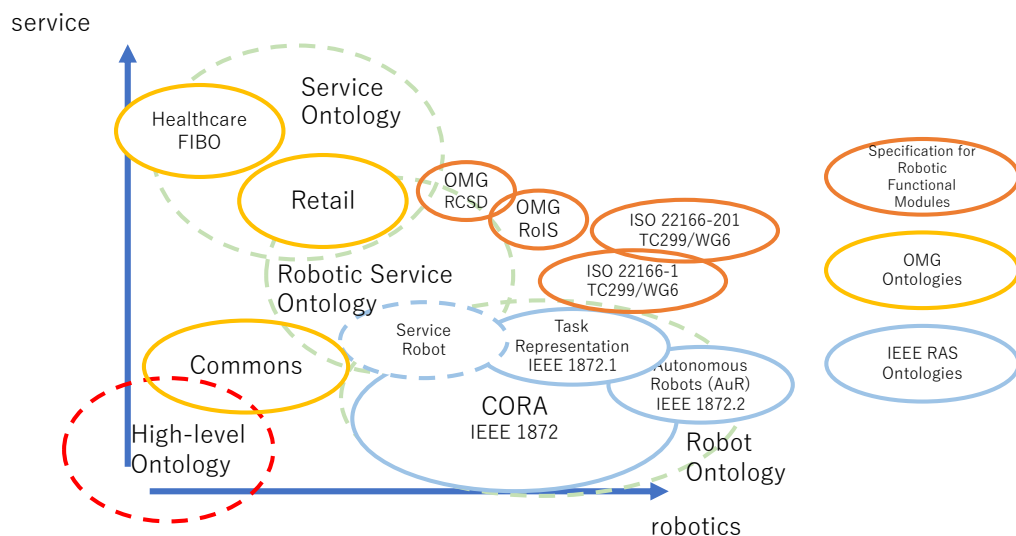 service
Service
Ontology
Healthcare
FIBO
Retail
OMG
RCSD
OMG
RoIS
ISO 22166-201
TC299/WG6
ISO 22166-1
TC299/WG6
Specification for
Robotic
Functional
Modules
OMG
Ontologies
IEEE RAS
Ontologies
Robotic Service
Ontology
Service
Robot
Task
Representation
IEEE 1872.1
Autonomous
Robots (AuR)
IEEE 1872.2
Commons
CORA
IEEE 1872
High-level
Ontology
Robot
Ontology
robotics